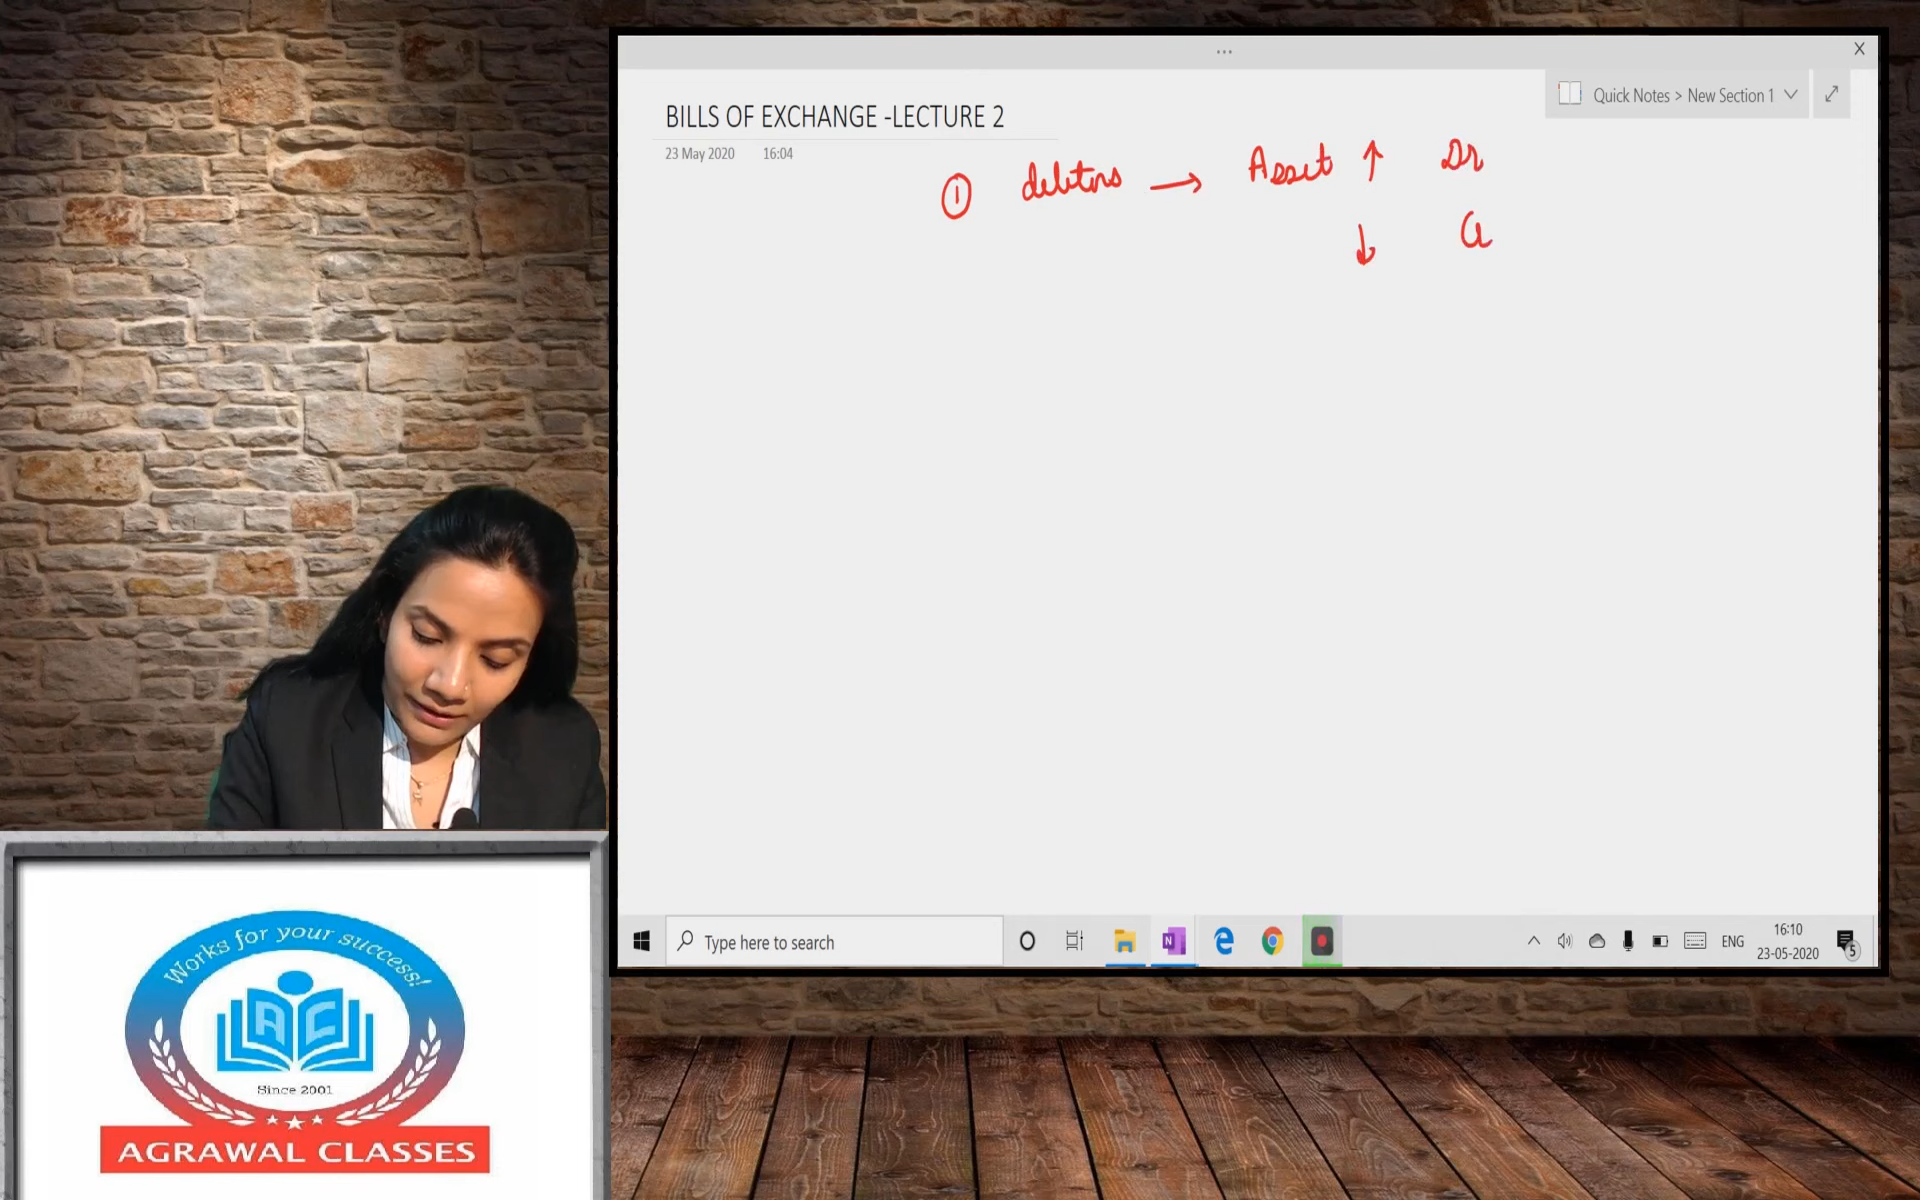 BILLS OF EXCHANGE -LECTURE 2
23 May 2020 16:04
Quick Notes > New Section 1
① debtors → Asset ↑ Dr
↓ Cr
Type here to search
ENG
16:10
23-05-2020
5
Works for your success!
AC
Since 2001
AGRAWAL CLASSES